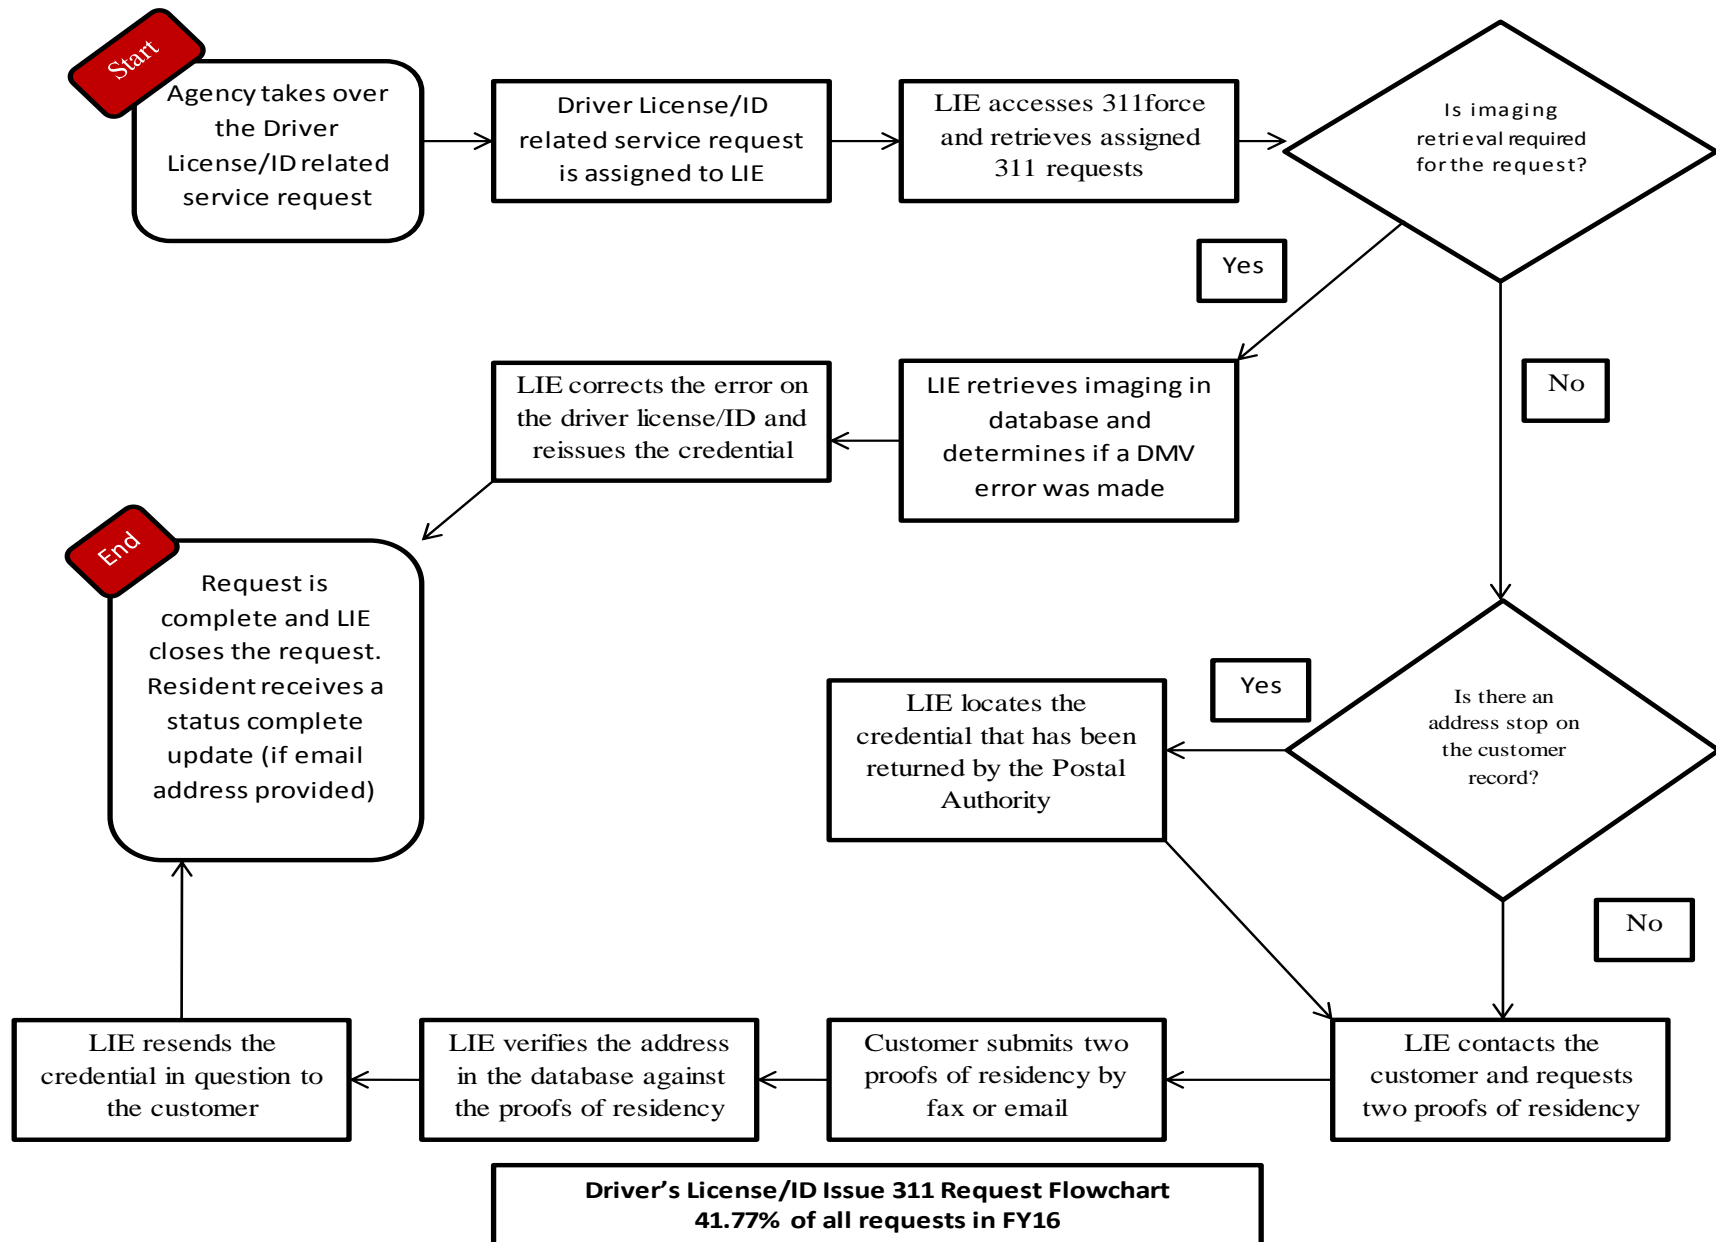 Start
Agency takes over
the Driver
License/ID related
service request
Driver License/ID
related service request
is assigned to LIE
LIE accesses 311force
and retrieves assigned
311 requests
Is imaging
retrieval required
for the request?
Yes
No
LIE retrieves imaging in
database and
determines if a DMV
error was made
LIE corrects the error on
the driver license/ID and
reissues the credential
End
Request is
complete and LIE
closes the request.
Resident receives a
status complete
update (if email
address provided)
Is there an
address stop on
the customer
record?
Yes
LIE locates the
credential that has been
returned by the Postal
Authority
No
LIE contacts the
customer and requests
two proofs of residency
Customer submits two
proofs of residency by
fax or email
LIE verifies the address
in the database against
the proofs of residency
LIE resends the
credential in question to
the customer
Driver’s License/ID Issue 311 Request Flowchart
41.77% of all requests in FY16